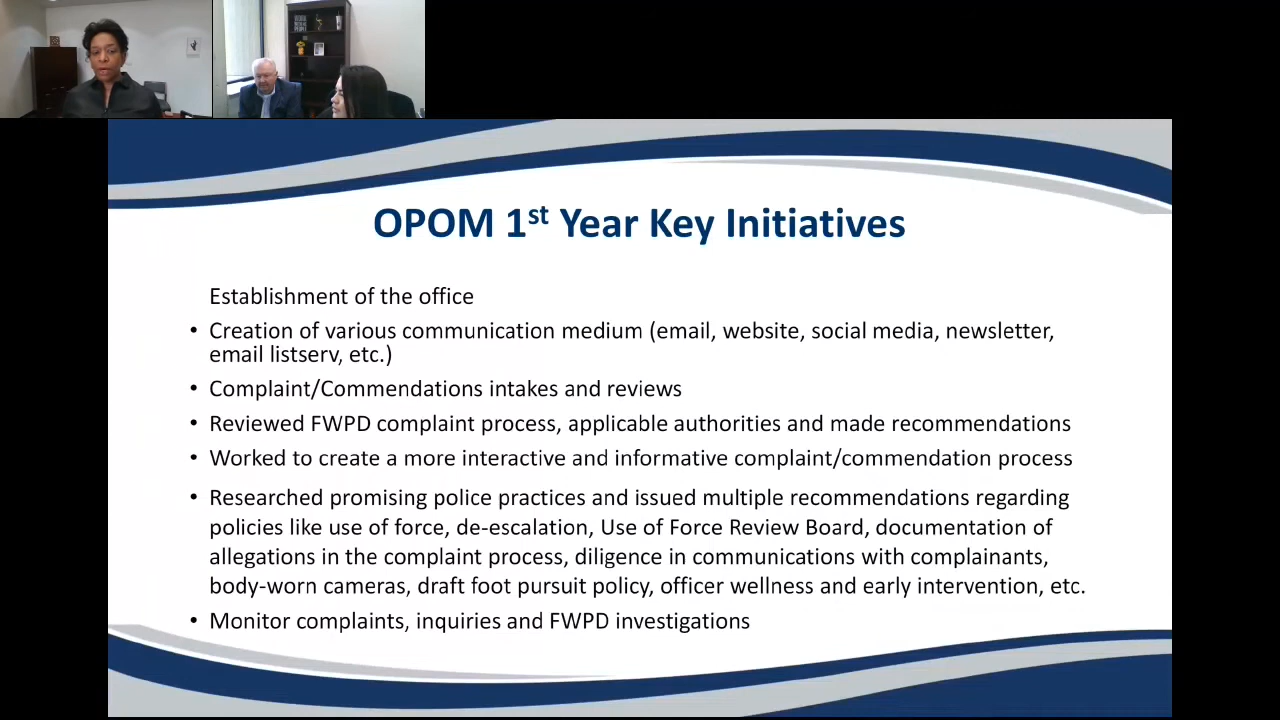 OPOM 1st Year Key Initiatives
Establishment of the office
• Creation of various communication medium (email, website, social media, newsletter,
email listserv, etc.)
• Complaint/Commendations intakes and reviews
• Reviewed FWPD complaint process, applicable authorities and made recommendations
• Worked to create a more interactive and informative complaint/commendation process
• Researched promising police practices and issued multiple recommendations regarding
policies like use of force, de-escalation, Use of Force Review Board, documentation of
allegations in the complaint process, diligence in communications with complainants,
body-worn cameras, draft foot pursuit policy, officer wellness and early intervention, etc.
• Monitor complaints, inquiries and FWPD investigations